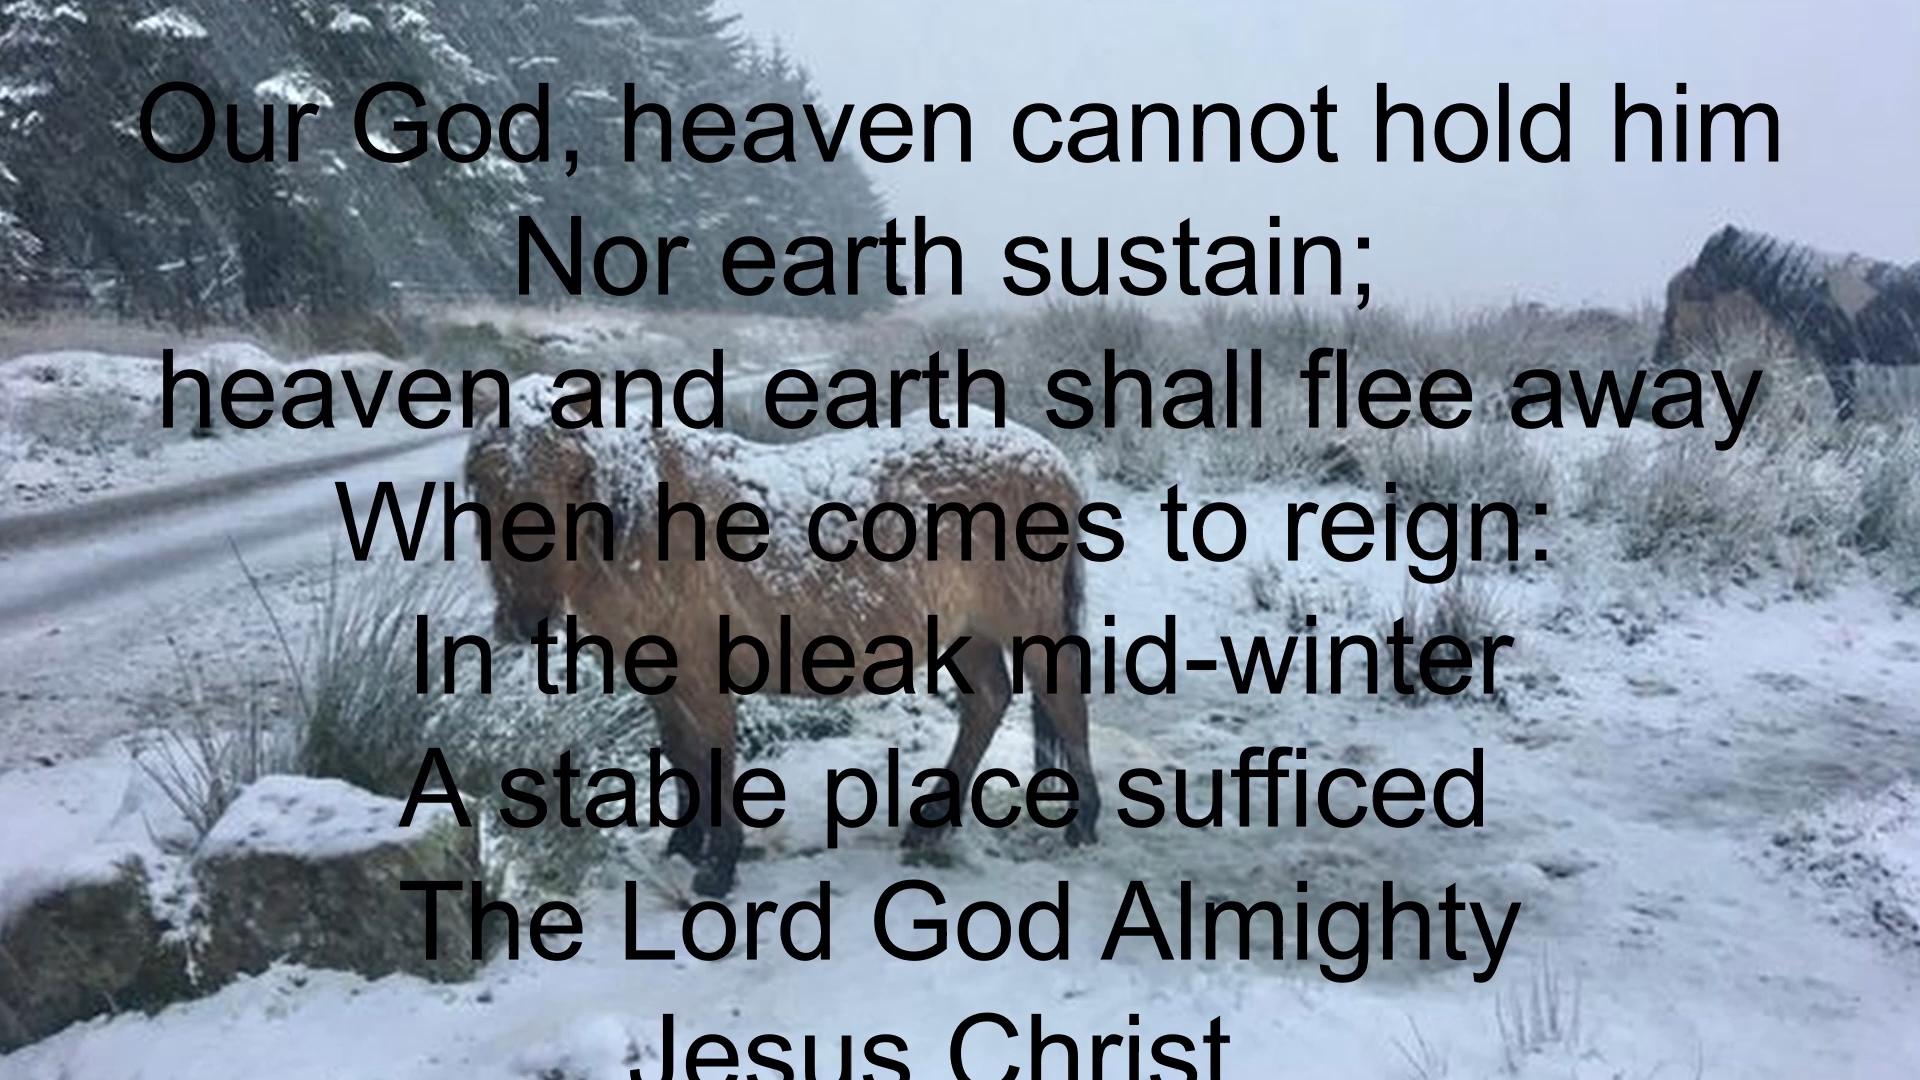 Our God, heaven cannot hold him
Nor earth sustain;
heaven and earth shall flee away
When he comes to reign:
In the bleak mid-winter
A stable place sufficed
The Lord God Almighty
Jesus Christ